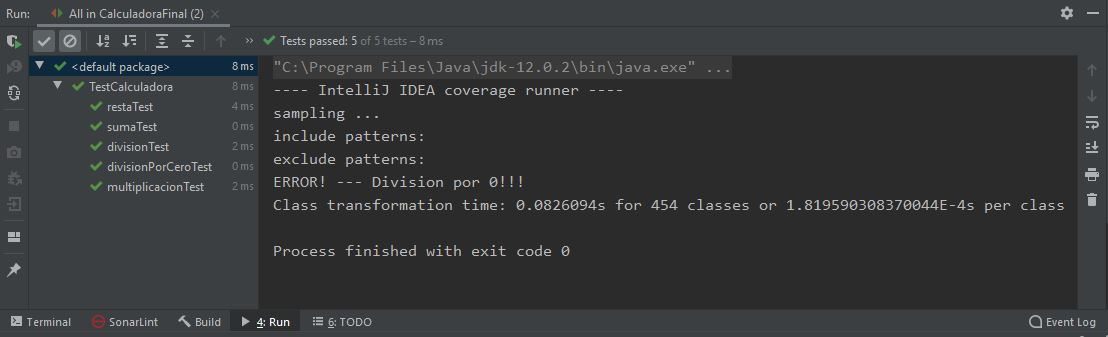 Run: All in CalculadoraFinal (2)
Tests passed: 5 of 5 tests – 8 ms
<default package> 8 ms
TestCalculadora 8 ms
restaTest 4 ms
sumaTest 0 ms
divisionTest 2 ms
divisionPorCeroTest 0 ms
multiplicacionTest 2 ms
"C:\Program Files\Java\jdk-12.0.2\bin\java.exe" ...
---- IntelliJ IDEA coverage runner ----
sampling ...
include patterns:
exclude patterns:
ERROR! --- Division por 0!!!
Class transformation time: 0.0826094s for 454 classes or 1.819590308370044E-4s per class
Process finished with exit code 0
Terminal SonarLint Build 4: Run 6: TODO Event Log